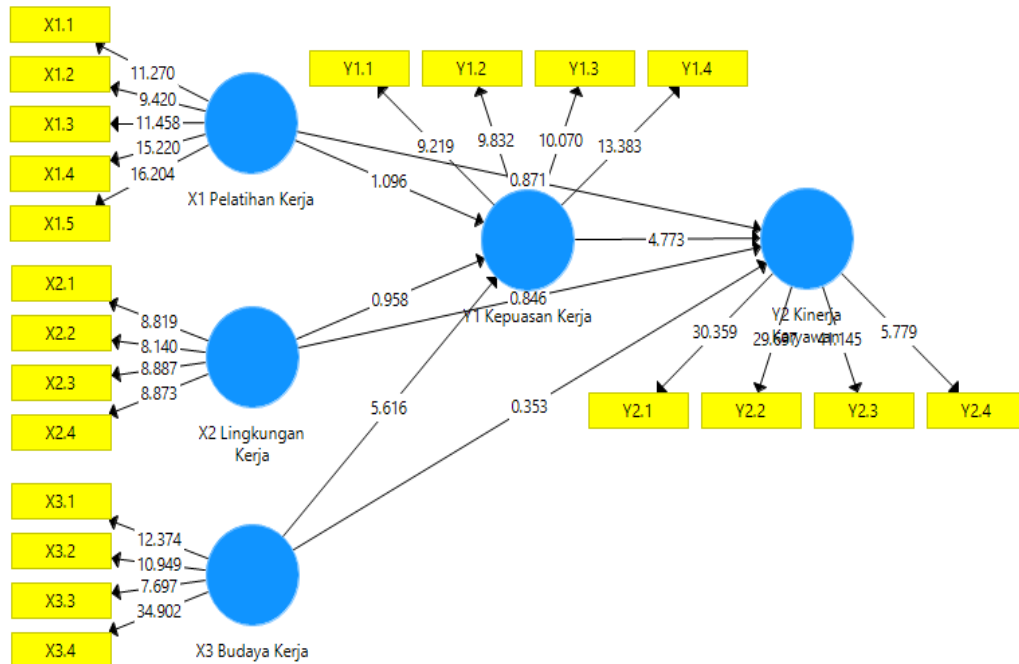 X1.1
X1.2
X1.3
X1.4
X1.5
11.270
9.420
11.458
15.220
16.204
X1 Pelatihan Kerja
Y1.1
Y1.2
Y1.3
Y1.4
9.219
9.832
10.070
13.383
1.096
0.871
4.773
Y1 Kepuasan Kerja
X2.1
X2.2
X2.3
X2.4
8.819
8.140
8.887
8.873
X2 Lingkungan
Kerja
0.958
0.846
Y2 Kinerja
Karyawan
30.359
41.145
5.779
Y2.1
Y2.2
Y2.3
Y2.4
5.616
0.353
X3.1
X3.2
X3.3
X3.4
12.374
10.949
7.697
34.902
X3 Budaya Kerja